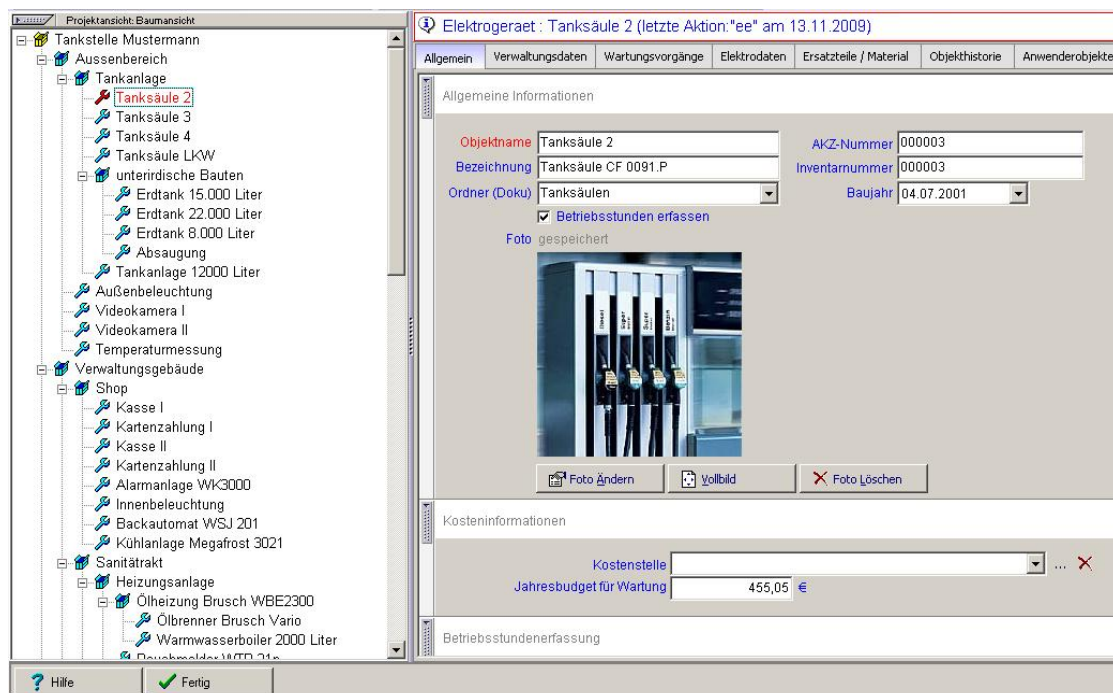 Projektansicht: Baumansicht
Tankstelle Mustermann
Aussenbereich
Tankanlage
Tanksäule 2
Tanksäule 3
Tanksäule 4
Tanksäule LKW
unterirdische Bauten
Erdtank 15.000 Liter
Erdtank 22.000 Liter
Erdtank 8.000 Liter
Absaugung
Tankanlage 12000 Liter
Außenbeleuchtung
Videokamera I
Videokamera II
Temperaturmessung
Verwaltungsgebäude
Shop
Kasse I
Kartenzahlung I
Kasse II
Kartenzahlung II
Alarmanlage WK3000
Innenbeleuchtung
Backautomat WSJ 201
Kühlanlage Megafrost 3021
Sanitätrakt
Heizungsanlage
Ölheizung Brusch WBE2300
Ölbrenner Brusch Vario
Warmwasserboiler 2000 Liter
Elektrogeraet : Tanksäule 2 (letzte Aktion:"ee" am 13.11.2009)
Allgemein Verwaltungsdaten Wartungsvorgänge Elektrodaten Ersatzteile / Material Objekthistorie Anwenderobjekte
Allgemeine Informationen
Objektname Tanksäule 2 AKZ-Nummer 000003
Bezeichnung Tanksäule CF 0091.P Inventarnummer 000003
Ordner (Doku) Tanksäulen Baujahr 04.07.2001
Betriebsstunden erfassen
Foto gespeichert
Diesel Super Super Benzin
Foto Ändern Vollbild Foto Löschen
Kosteninformationen
Kostenstelle ...
Jahresbudget für Wartung 455,05 €
Betriebsstundenerfassung
? Hilfe Fertig